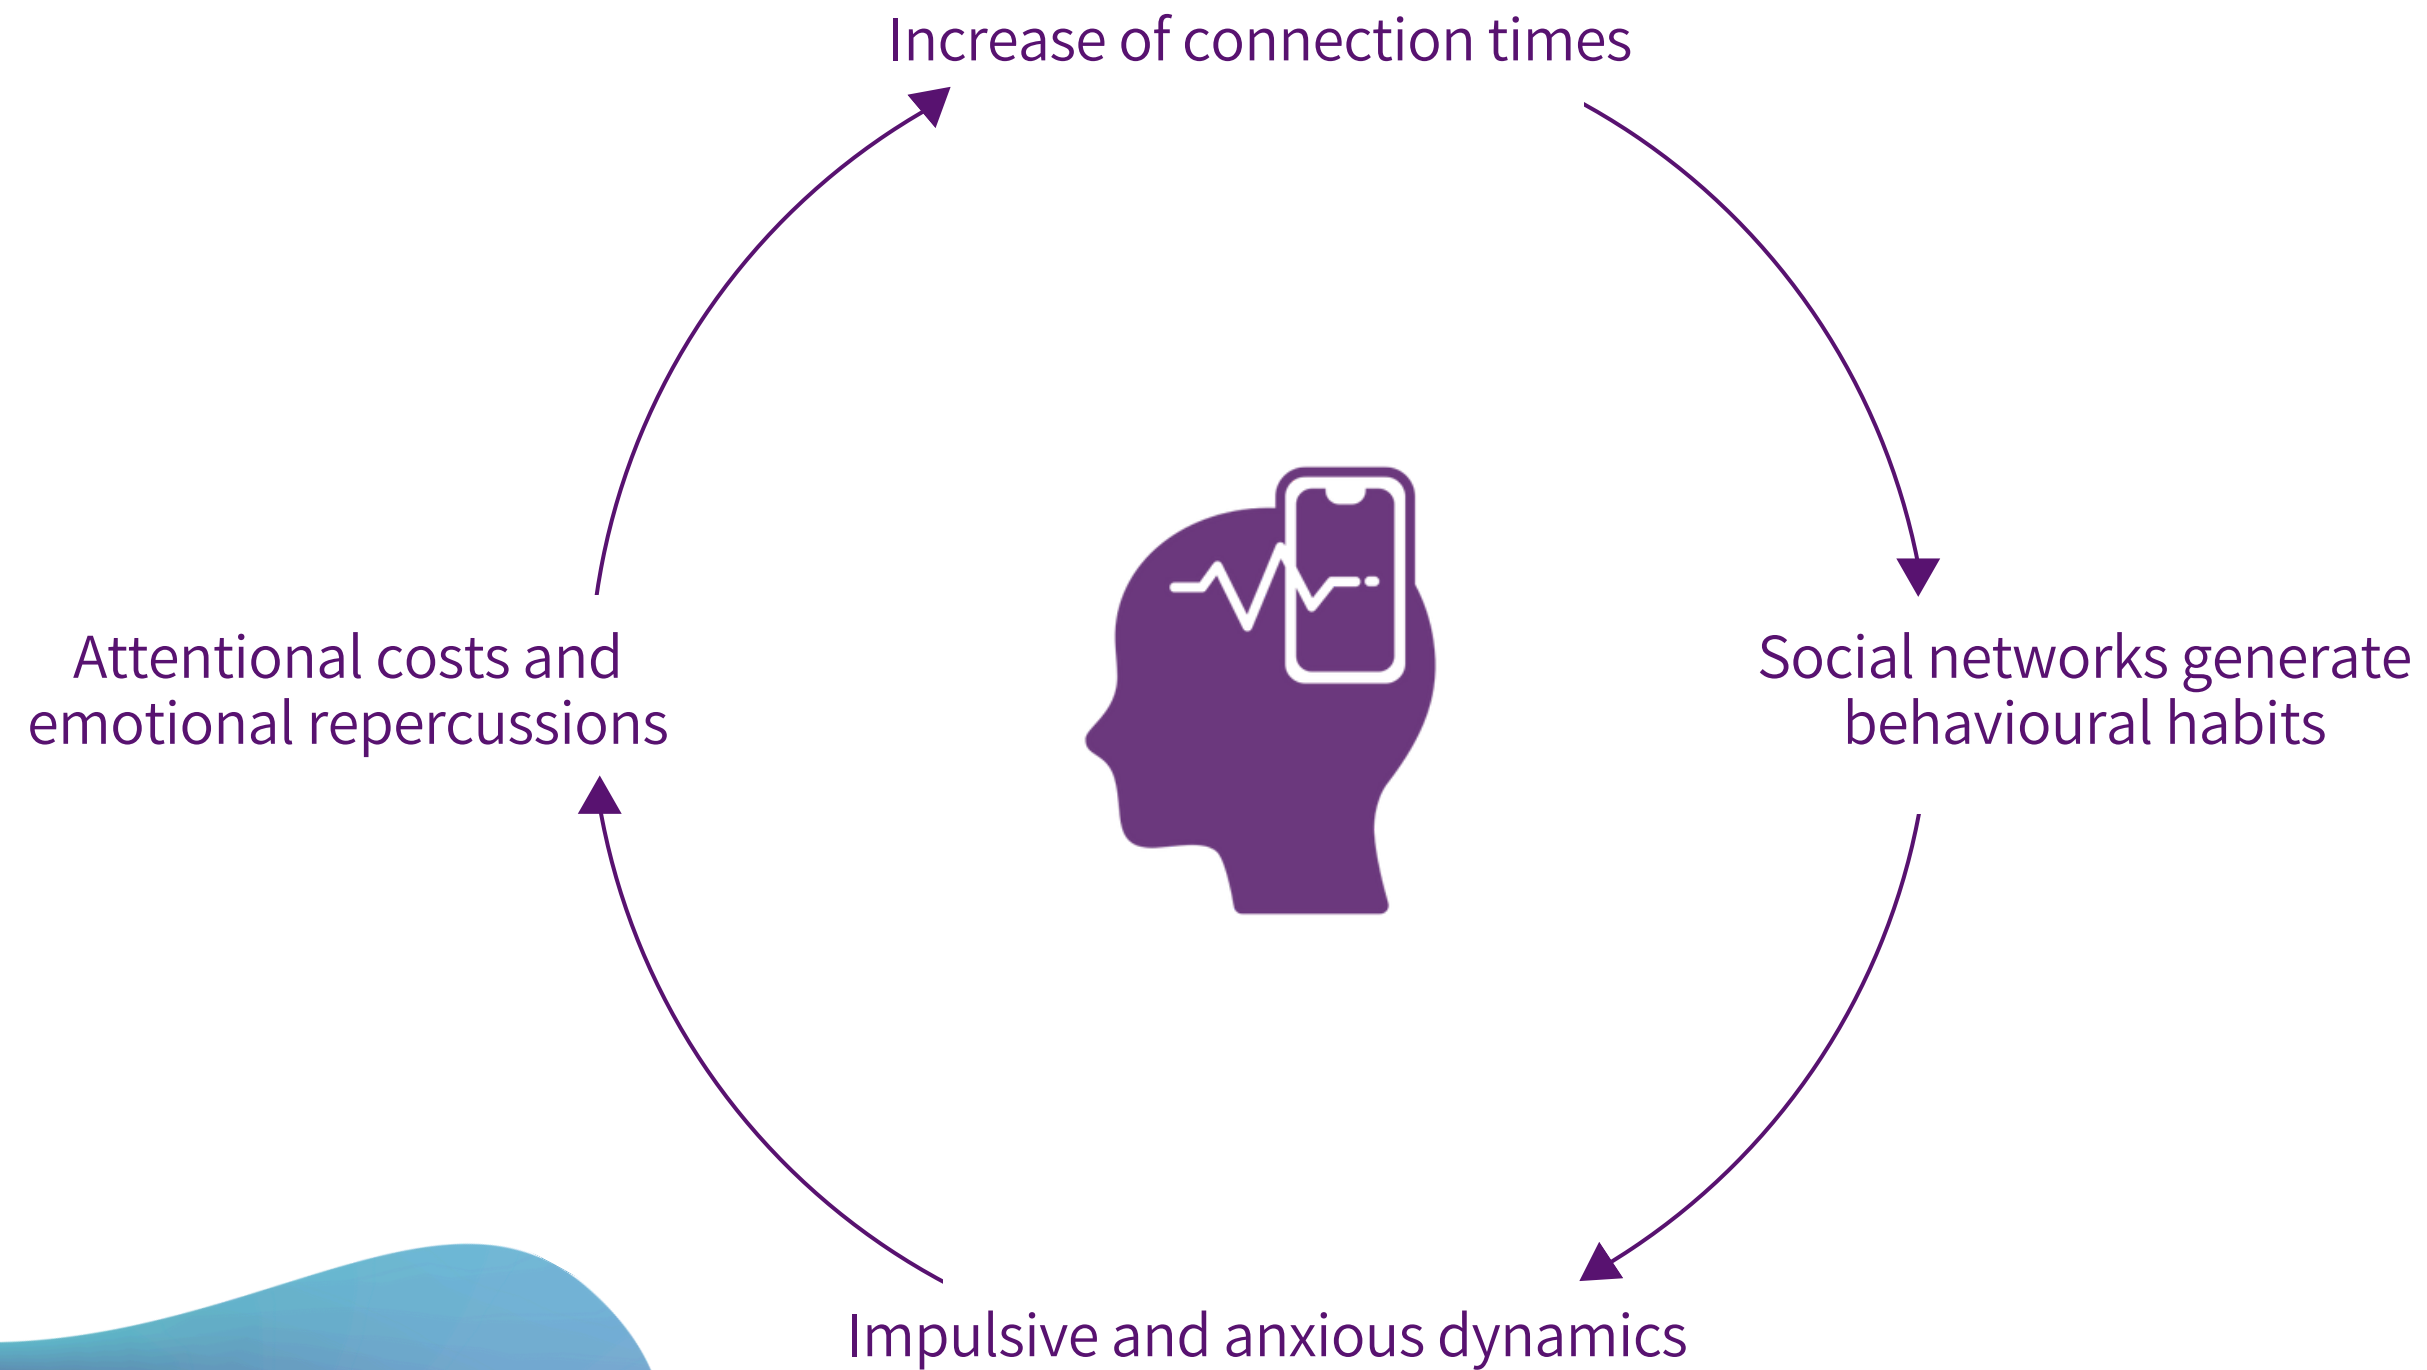 Increase of connection times
Attentional costs and
emotional repercussions
Social networks generate
behavioural habits
Impulsive and anxious dynamics